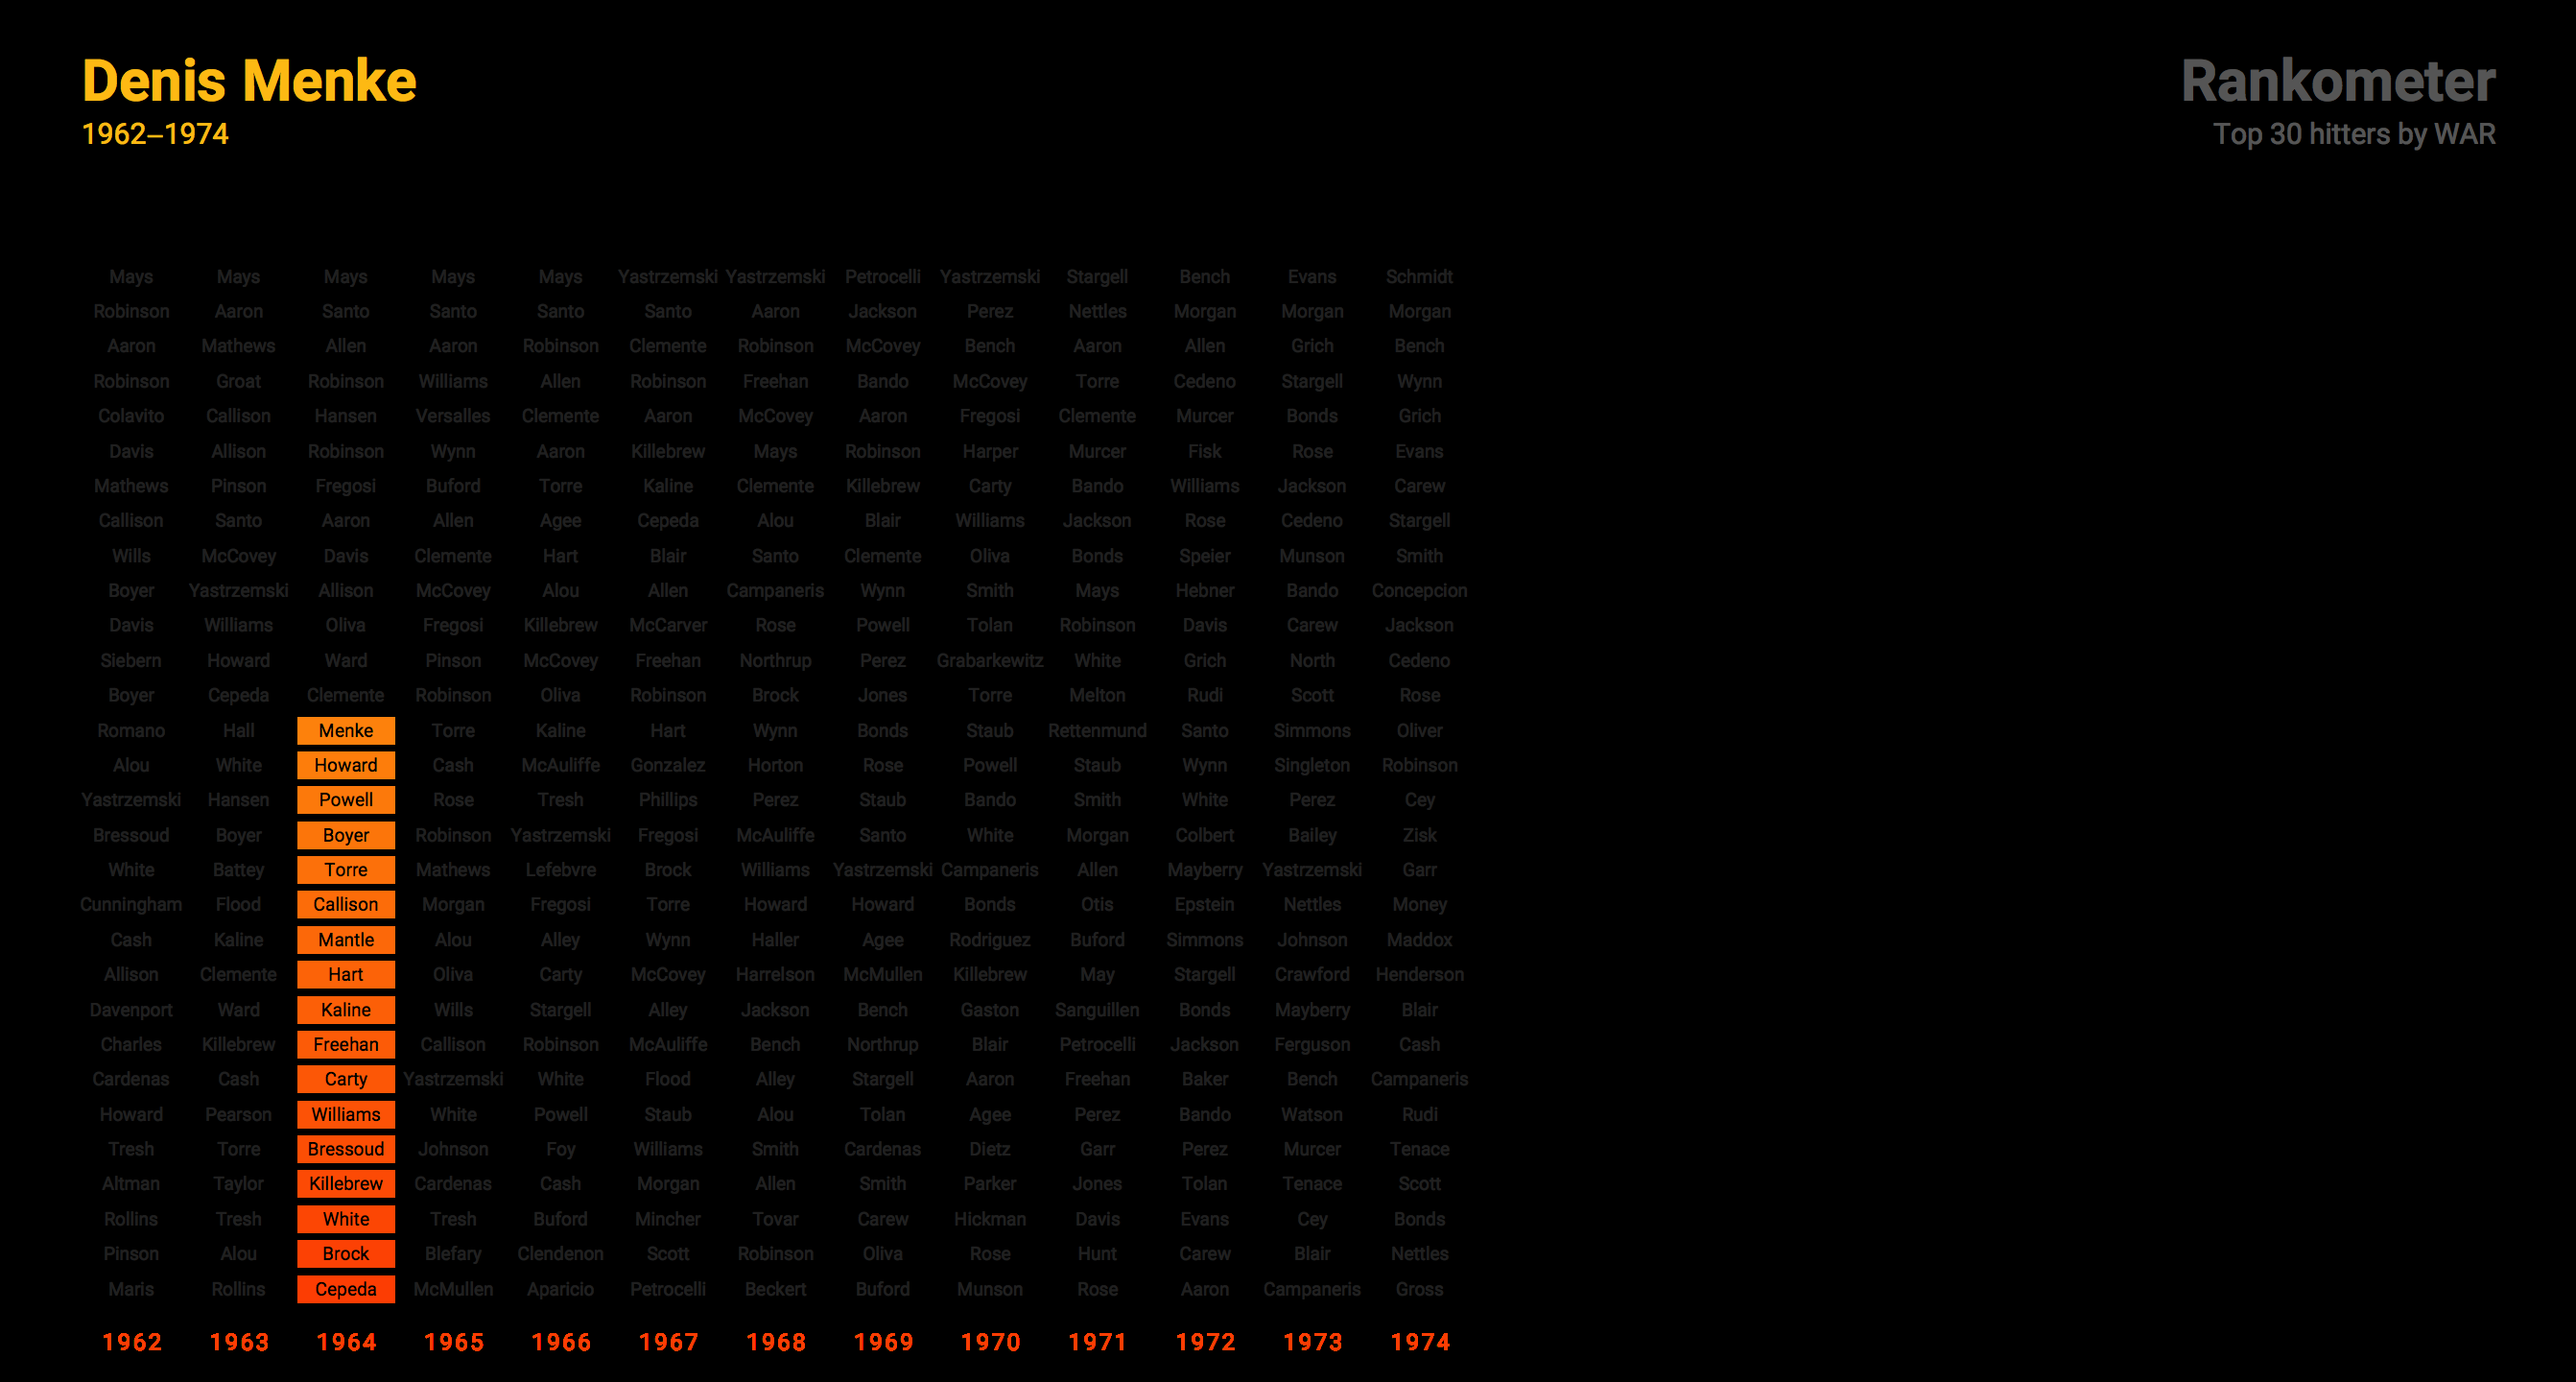 Denis Menke
1962–1974
Rankometer
Top 30 hitters by WAR
Mays Mays Mays Mays Mays Yastrzemski Yastrzemski Petrocelli Yastrzemski Stargell Bench Evans Schmidt
Robinson Aaron Santo Santo Santo Santo Aaron Jackson Perez Nettles Morgan Morgan Morgan
Aaron Mathews Allen Aaron Robinson Clemente Robinson McCovey Bench Aaron Allen Grich Bench
Robinson Groat Robinson Williams Allen Robinson Freehan Bando McCovey Torre Cedeno Stargell Wynn
Colavito Callison Hansen Versalles Clemente Aaron McCovey Aaron Fregosi Clemente Murcer Bonds Grich
Davis Allison Robinson Wynn Aaron Killebrew Mays Robinson Harper Murcer Fisk Rose Evans
Mathews Pinson Fregosi Buford Torre Kaline Clemente Killebrew Carty Bando Williams Jackson Carew
Callison Santo Aaron Allen Agee Cepeda Alou Blair Williams Jackson Rose Cedeno Stargell
Wills McCovey Davis Clemente Hart Blair Santo Clemente Oliva Bonds Speier Munson Smith
Boyer Yastrzemski Allison McCovey Alou Allen Campaneris Wynn Smith Mays Hebner Bando Concepcion
Davis Williams Oliva Fregosi Killebrew McCarver Rose Powell Tolan Robinson Davis Carew Jackson
Siebern Howard Ward Pinson McCovey Freehan Northrup Perez Grabarkewitz White Grich North Cedeno
Boyer Cepeda Clemente Robinson Oliva Robinson Brock Jones Torre Melton Rudi Scott Rose
Romano Hall Menke Torre Kaline Hart Wynn Bonds Staub Rettenmund Santo Simmons Oliver
Alou White Howard Cash McAuliffe Gonzalez Horton Rose Powell Staub Wynn Singleton Robinson
Yastrzemski Hansen Powell Rose Tresh Phillips Perez Staub Bando Smith White Perez Cey
Bressoud Boyer Boyer Robinson Yastrzemski Fregosi McAuliffe Santo White Morgan Colbert Bailey Zisk
White Battey Torre Mathews Lefebvre Brock Williams Yastrzemski Campaneris Allen Mayberry Yastrzemski Garr
Cunningham Flood Callison Morgan Fregosi Torre Howard Howard Bonds Otis Epstein Nettles Money
Cash Kaline Mantle Alou Alley Wynn Haller Agee Rodriguez Buford Simmons Johnson Maddox
Allison Clemente Hart Oliva Carty McCovey Harrelson McMullen Killebrew May Stargell Crawford Henderson
Davenport Ward Kaline Wills Stargell Alley Jackson Bench Gaston Sanguillen Bonds Mayberry Blair
Charles Killebrew Freehan Callison Robinson McAuliffe Bench Northrup Blair Petrocelli Jackson Ferguson Cash
Cardenas Cash Carty Yastrzemski White Flood Alley Stargell Aaron Freehan Baker Bench Campaneris
Howard Pearson Williams White Powell Staub Alou Tolan Agee Perez Bando Watson Rudi
Tresh Torre Bressoud Johnson Foy Williams Smith Cardenas Dietz Garr Perez Murcer Tenace
Altman Taylor Killebrew Cardenas Cash Morgan Allen Smith Parker Jones Tolan Tenace Scott
Rollins Tresh White Tresh Buford Mincher Tovar Carew Hickman Davis Evans Cey Bonds
Pinson Alou Brock Blefary Clendenon Scott Robinson Oliva Rose Hunt Carew Blair Nettles
Maris Rollins Cepeda McMullen Aparicio Petrocelli Beckert Buford Munson Rose Aaron Campaneris Gross
1962 1963 1964 1965 1966 1967 1968 1969 1970 1971 1972 1973 1974